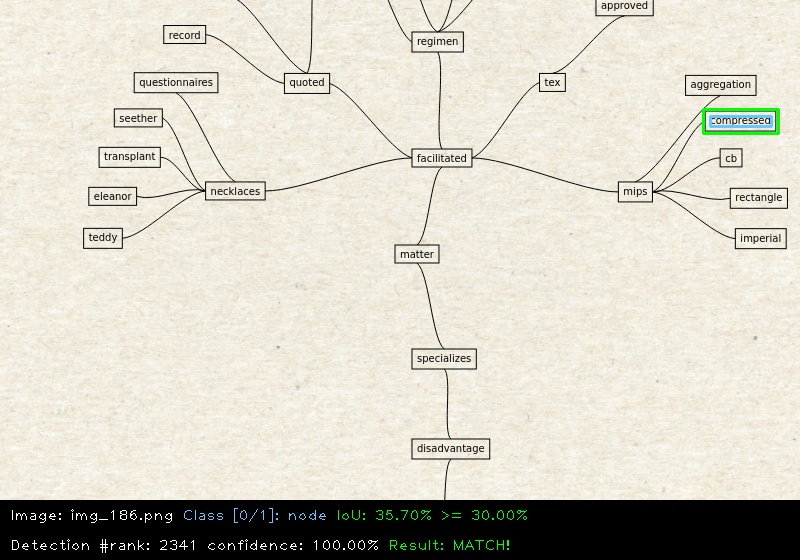 approved
record
regimen
quoted
tex
questionnaires
aggregation
seether
compressed
transplant
facilitated
cb
necklaces
mips
eleanor
rectangle
teddy
imperial
matter
specializes
disadvantage
Image: img_186.png Class [0/1]: node IoU: 35.70% >= 30.00%
Detection #rank: 2341 confidence: 100.00% Result: MATCH!